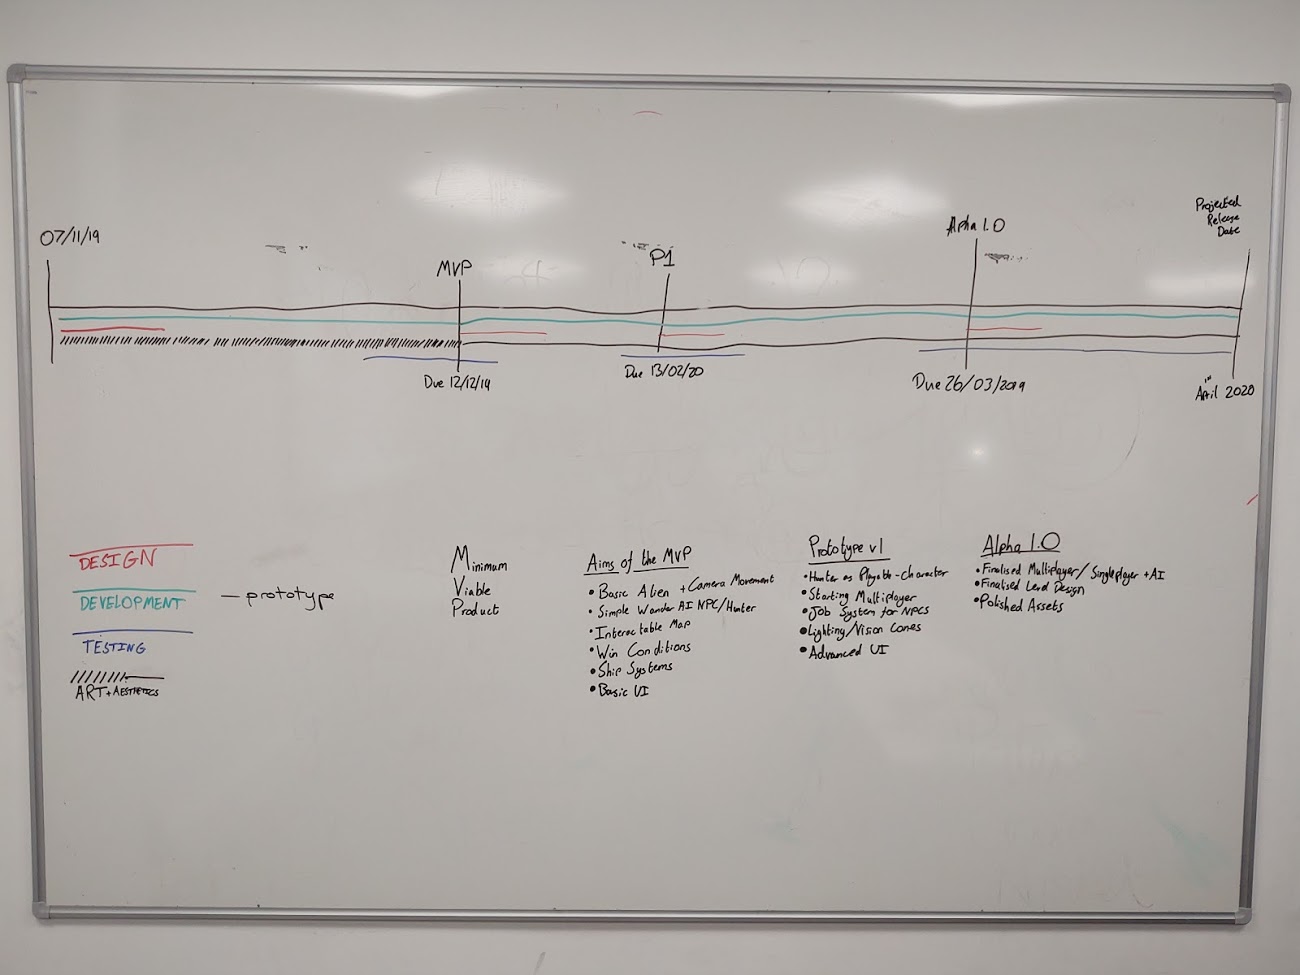 07/11/19
MVP
P1
Apha 1.0
Projected
Release
Date
Due 12/12/19
Due 13/02/20
Due 26/03/2019
April 2020
DESIGN
DEVELOPMENT
— prototype
TESTING
ART + AESTHETICS
Minimum
Viable
Product
Aims of the MVP
• Basic Alien + Camera Movement
• Simple Wander AI NPC/Hunter
• Interactable Map
• Win Conditions
• Ship Systems
• Basic UI
Prototype v1
• Hunter as Playable-character
• Starting Multiplayer
• Job System for NPCs
• Lighting/Vision Cones
• Advanced UI
Alpha 1.0
• Finalised Multiplayer/Singleplayer + AI
• Finalised Level Design
• Polished Assets